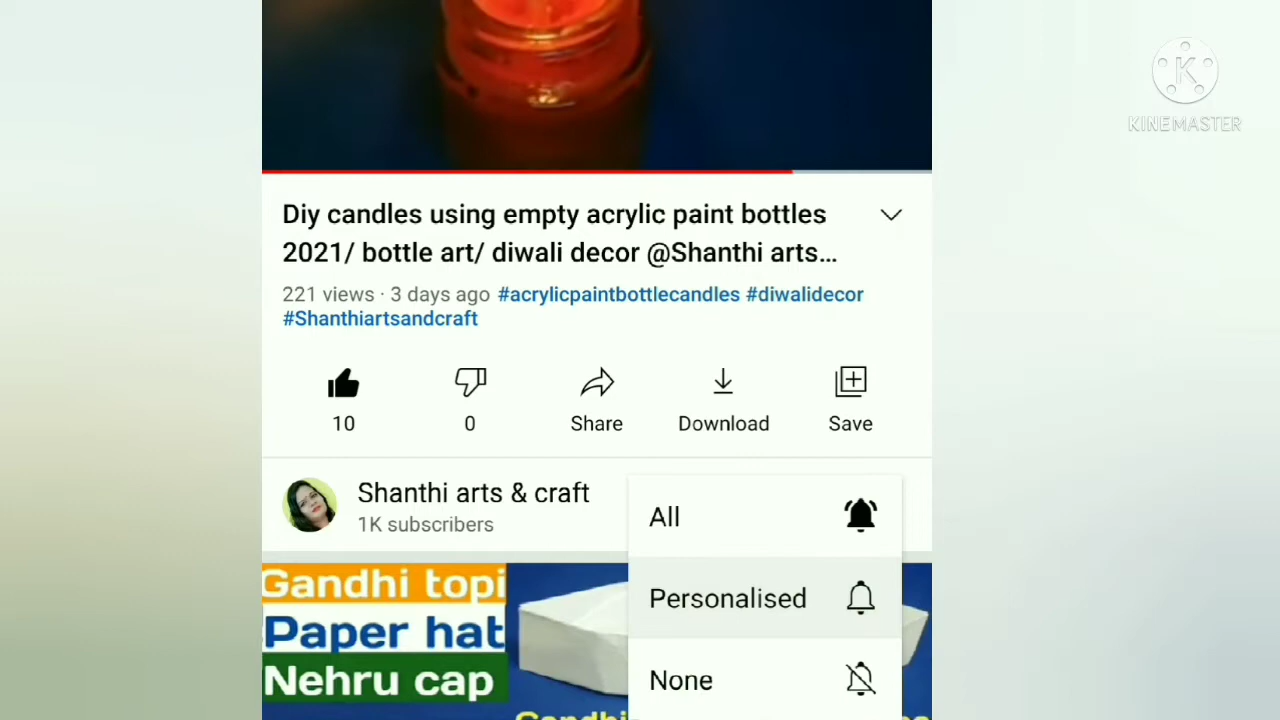 KINEMASTER
Diy candles using empty acrylic paint bottles
2021/ bottle art/ diwali decor @Shanthi arts...
221 views · 3 days ago #acrylicpaintbottlecandles #diwalidecor
#Shanthiartsandcraft
10
0
Share
Download
Save
Shanthi arts & craft
1K subscribers
All
Personalised
None
Gandhi topi
Paper hat
Nehru cap